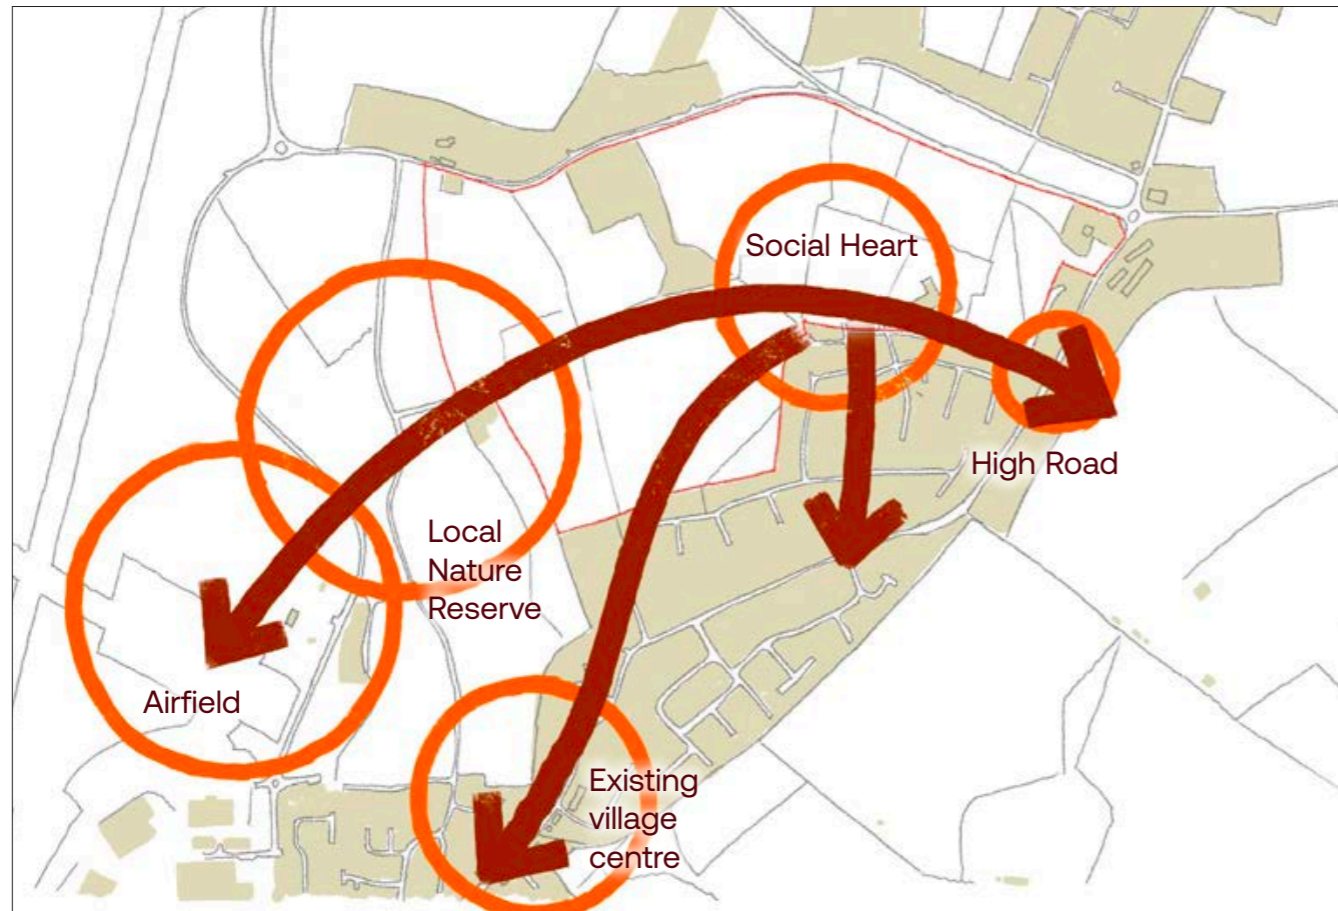 Social Heart
High Road
Local
Nature
Reserve
Airfield
Existing
village
centre